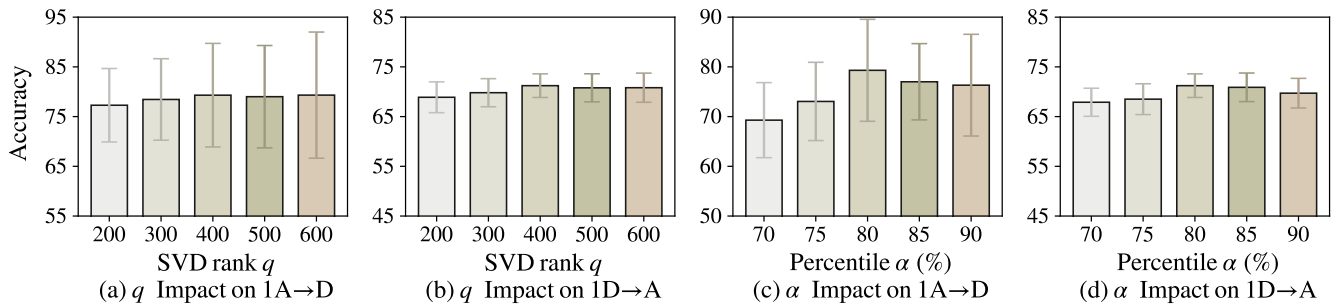 Accuracy
95
85
75
65
55
200 300 400 500 600
SVD rank q
(a) q Impact on 1A→D
85
75
65
55
45
200 300 400 500 600
SVD rank q
(b) q Impact on 1D→A
90
80
70
60
50
70 75 80 85 90
Percentile α (%)
(c) α Impact on 1A→D
85
75
65
55
45
70 75 80 85 90
Percentile α (%)
(d) α Impact on 1D→A